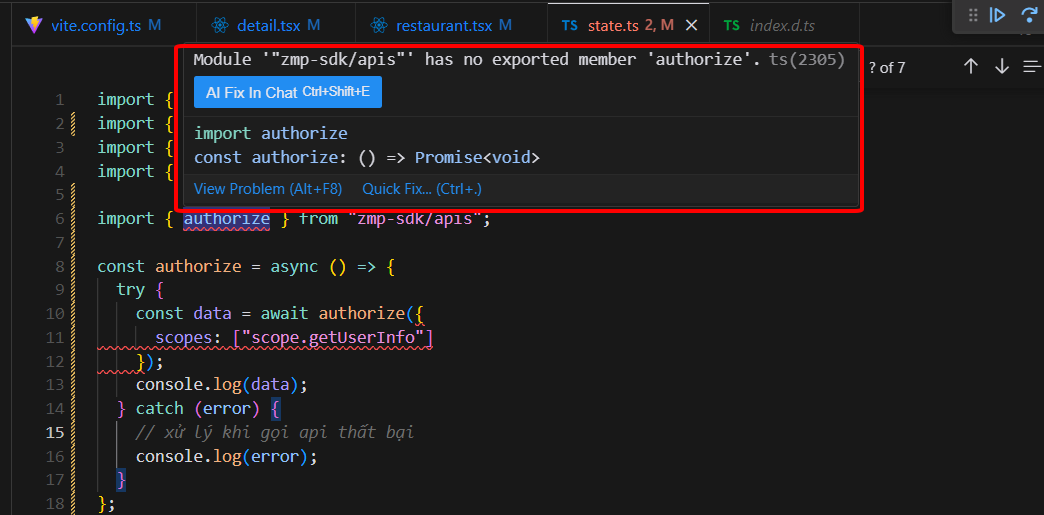 vite.config.ts M
detail.tsx M
restaurant.tsx M
TS state.ts 2, M
TS index.d.ts
? of 7
Module '"zmp-sdk/apis"' has no exported member 'authorize'. ts(2305)
AI Fix In Chat Ctrl+Shift+E
import authorize
const authorize: () => Promise<void>
View Problem (Alt+F8) Quick Fix... (Ctrl+.)
1 import {
2 import {
3 import {
4 import {
5
6 import { authorize } from "zmp-sdk/apis";
7
8 const authorize = async () => {
9 try {
10 const data = await authorize({
11 scopes: ["scope.getUserInfo"]
12 });
13 console.log(data);
14 } catch (error) {
15 // xử lý khi gọi api thất bại
16 console.log(error);
17 }
18 };